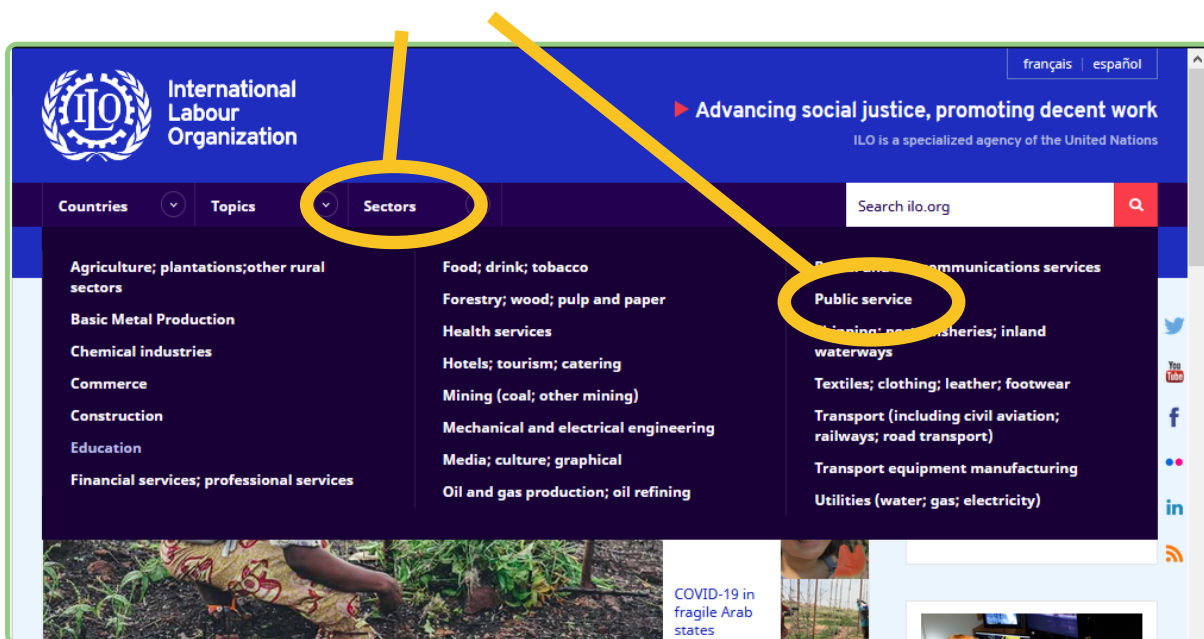 français | español
ILO
International
Labour
Organization
Advancing social justice, promoting decent work
ILO is a specialized agency of the United Nations
Countries
Topics
Sectors
Search ilo.org
Agriculture; plantations;other rural
sectors
Basic Metal Production
Chemical industries
Commerce
Construction
Education
Financial services; professional services
Food; drink; tobacco
Forestry; wood; pulp and paper
Health services
Hotels; tourism; catering
Mining (coal; other mining)
Mechanical and electrical engineering
Media; culture; graphical
Oil and gas production; oil refining
services
Public service
inland
waterways
Textiles; clothing; leather; footwear
Transport (including civil aviation;
railways; road transport)
Transport equipment manufacturing
Utilities (water; gas; electricity)
You
Tube
COVID-19 in
fragile Arab
states